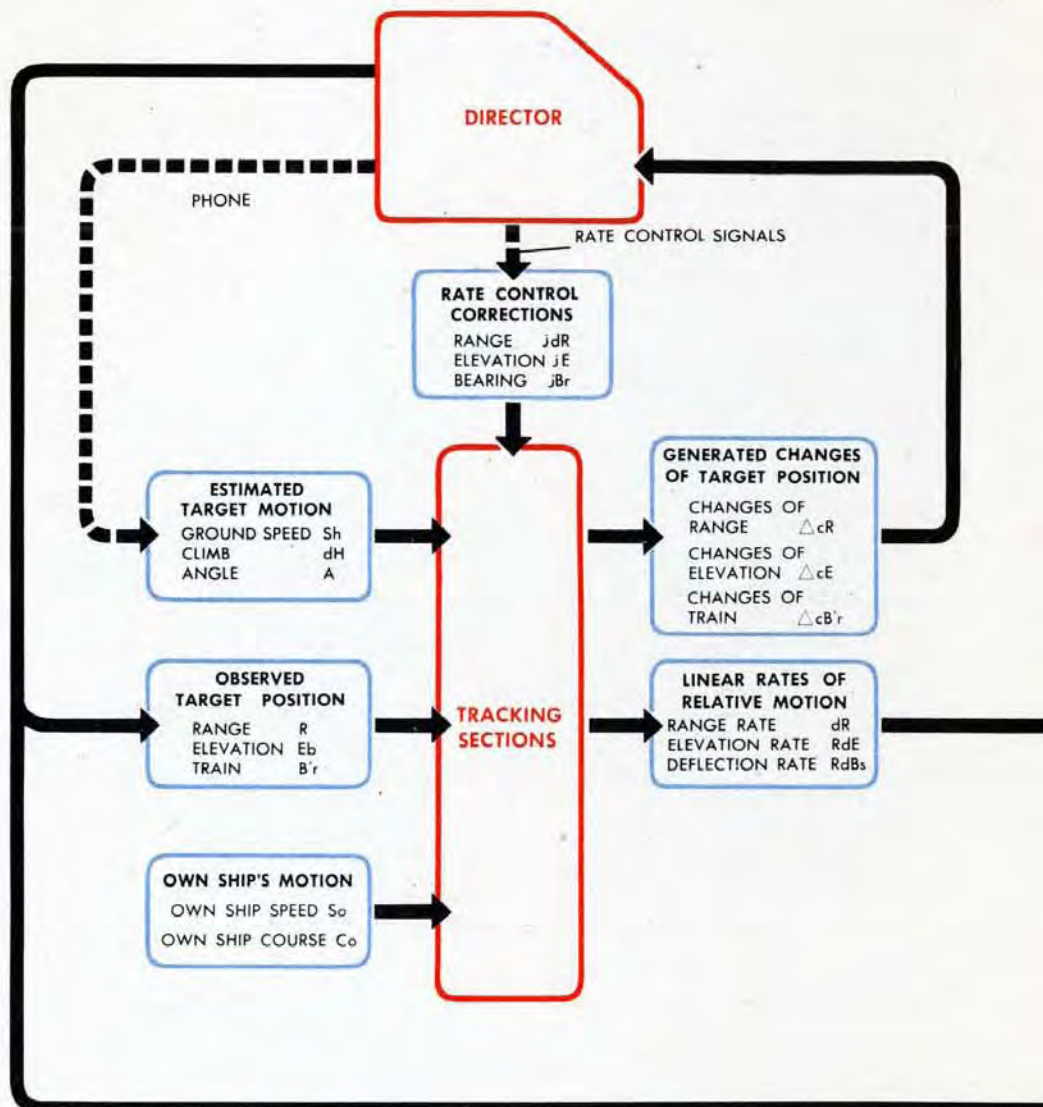 DIRECTOR
PHONE
RATE CONTROL SIGNALS
RATE CONTROL
CORRECTIONS
RANGE jdR
ELEVATION jE
BEARING jBr
ESTIMATED
TARGET MOTION
GROUND SPEED Sh
CLIMB dH
ANGLE A
GENERATED CHANGES
OF TARGET POSITION
CHANGES OF
RANGE △cR
CHANGES OF
ELEVATION △cE
CHANGES OF
TRAIN △cB'r
OBSERVED
TARGET POSITION
RANGE R
ELEVATION Eb
TRAIN B'r
TRACKING
SECTIONS
LINEAR RATES OF
RELATIVE MOTION
RANGE RATE dR
ELEVATION RATE RdE
DEFLECTION RATE RdBs
OWN SHIP'S MOTION
OWN SHIP SPEED So
OWN SHIP COURSE Co